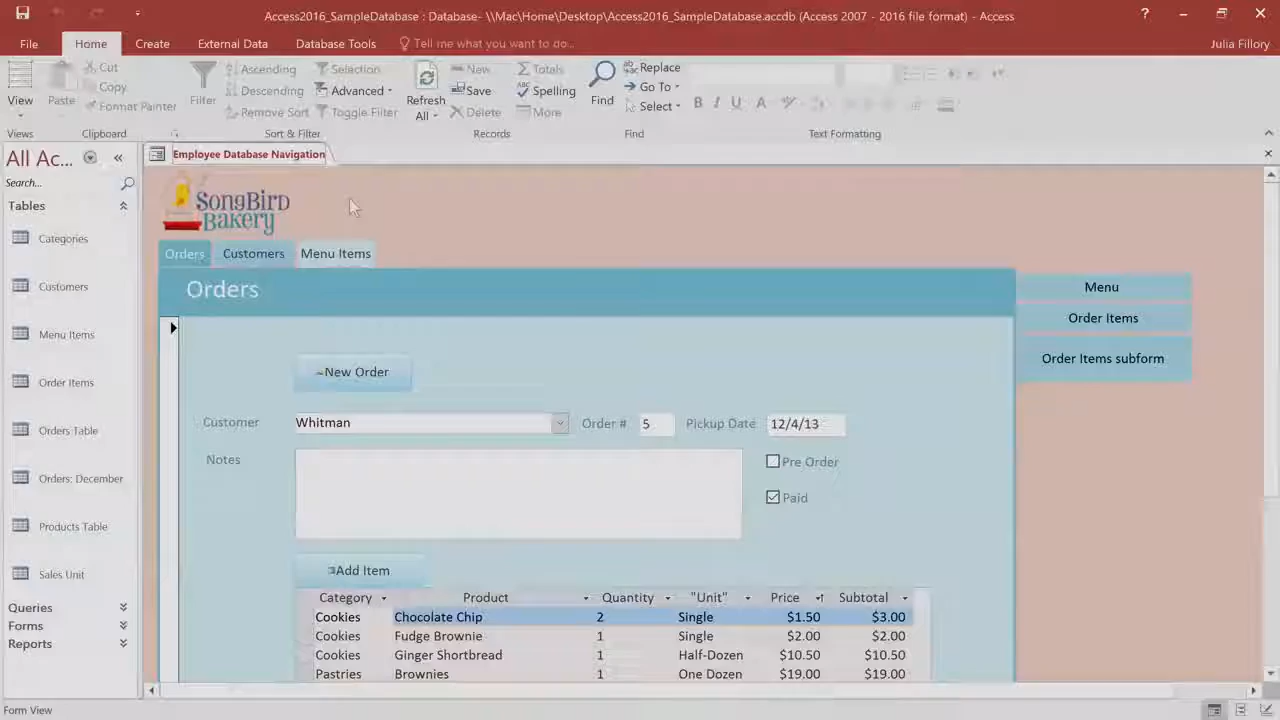 Access2016_SampleDatabase : Database- \\Mac\Home\Desktop\Access2016_SampleDatabase.accdb (Access 2007 - 2016 file format) - Access
File Home Create External Data Database Tools Tell me what you want to do... Julia Fillory
View Paste Cut Copy Format Painter
Filter Ascending Descending Remove Sort Selection Advanced Toggle Filter
Refresh All New Save Delete Totals Spelling More
Find Replace Go To Select
B I U A
Views Clipboard Sort & Filter Records Find Text Formatting
All Ac...
Search...
Tables
Categories
Customers
Menu Items
Order Items
Orders Table
Orders: December
Products Table
Sales Unit
Queries
Forms
Reports
Employee Database Navigation
SongBird
Bakery
Orders Customers Menu Items
Orders
Menu
Order Items
Order Items subform
New Order
Customer Whitman Order # 5 Pickup Date 12/4/13
Notes
Pre Order
Paid
Add Item
Category Product Quantity "Unit" Price Subtotal
Cookies Chocolate Chip 2 Single $1.50 $3.00
Cookies Fudge Brownie 1 Single $2.00 $2.00
Cookies Ginger Shortbread 1 Half-Dozen $10.50 $10.50
Pastries Brownies 1 One Dozen $19.00 $19.00
Form View